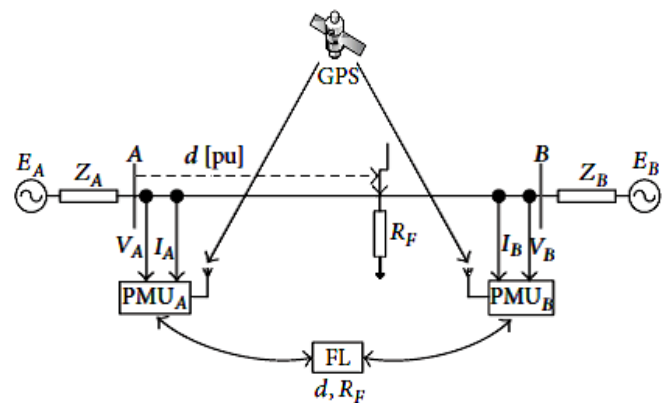 GPS
A
d [pu]
B
E_A
Z_A
Z_B
E_B
R_F
V_A
I_A
I_B
V_B
PMU_A
PMU_B
FL
d, R_F